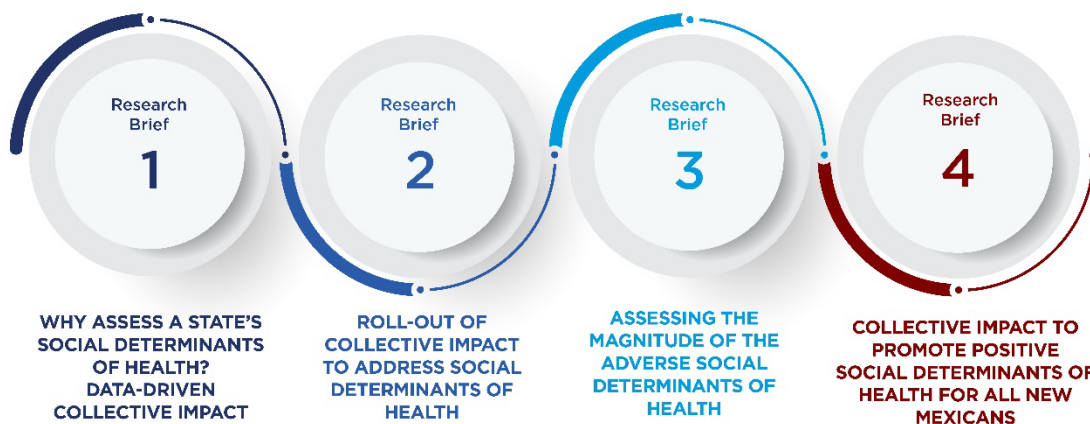 Research
Brief
1
Research
Brief
2
Research
Brief
3
Research
Brief
4
WHY ASSESS A STATE'S
SOCIAL DETERMINANTS
OF HEALTH?
DATA-DRIVEN
COLLECTIVE IMPACT
ROLL-OUT OF
COLLECTIVE IMPACT
TO ADDRESS SOCIAL
DETERMINANTS OF
HEALTH
ASSESSING THE
MAGNITUDE OF THE
ADVERSE SOCIAL
DETERMINANTS OF
HEALTH
COLLECTIVE IMPACT TO
PROMOTE POSITIVE
SOCIAL DETERMINANTS OF
HEALTH FOR ALL NEW
MEXICANS